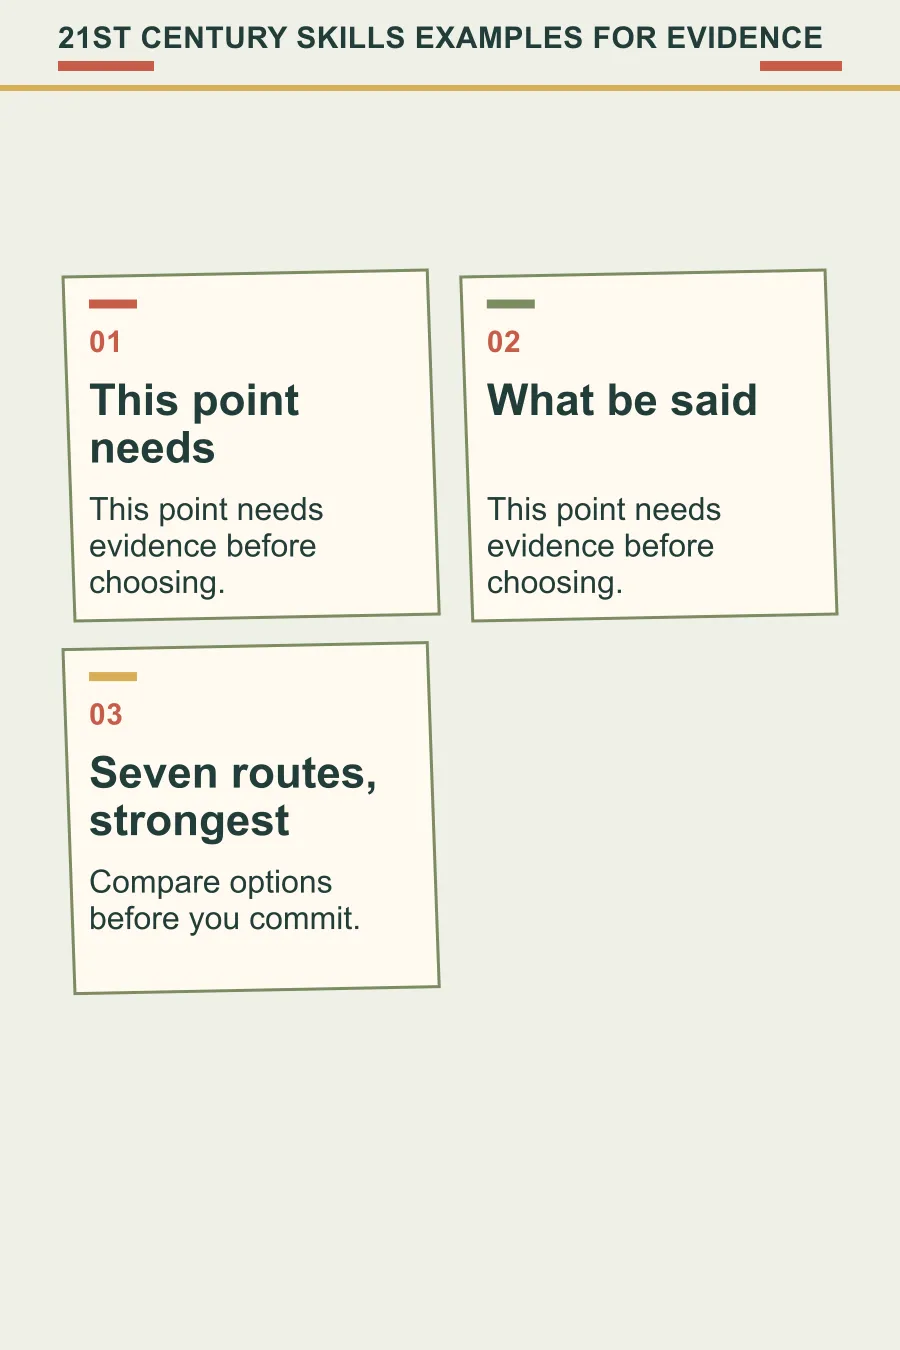 21ST CENTURY SKILLS EXAMPLES FOR EVIDENCE
01
This point
needs
This point needs
evidence before
choosing.
02
What be said
This point needs
evidence before
choosing.
03
Seven routes,
strongest
Compare options
before you commit.